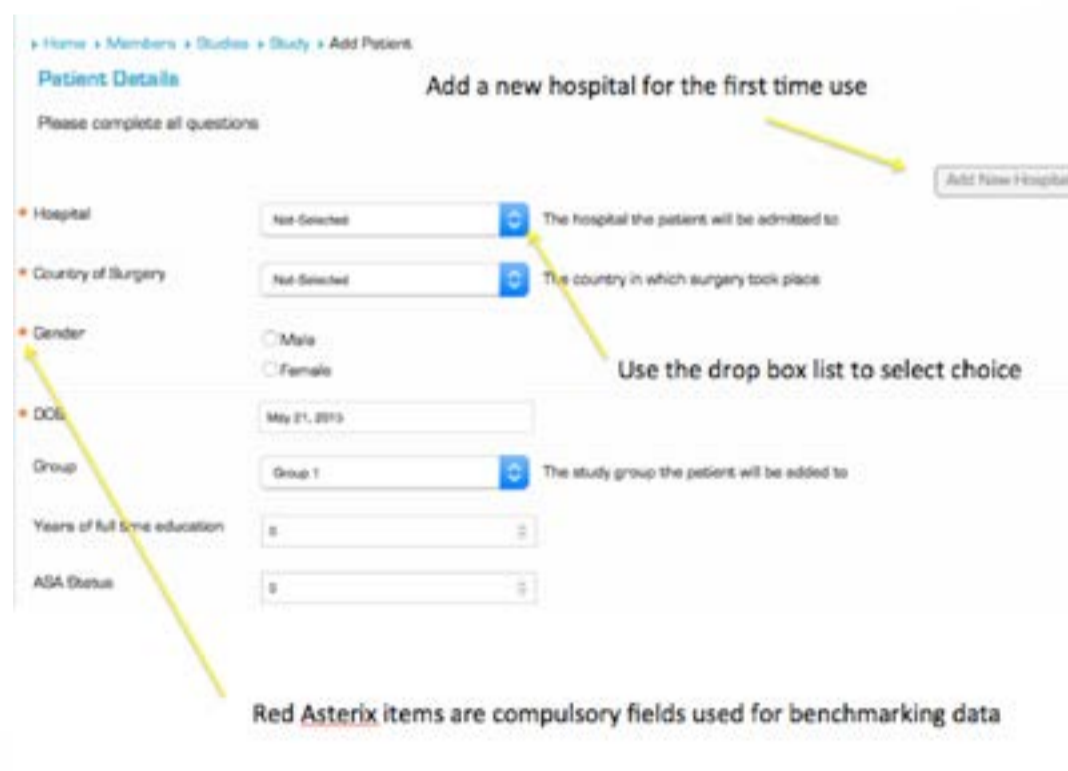 Home Members Studies Study Add Patient
Patient Details
Add a new hospital for the first time use
Please complete all questions
Add New Hospital
* Hospital Not-Selected The hospital the patient will be admitted to
* Country of Surgery Not-Selected The country in which surgery took place
* Gender Male
Female
Use the drop box list to select choice
* DOB May 21, 2015
Group Group 1 The study group the patient will be added to
Years of full time education 0
ASA Status 0
Red Asterix items are compulsory fields used for benchmarking data